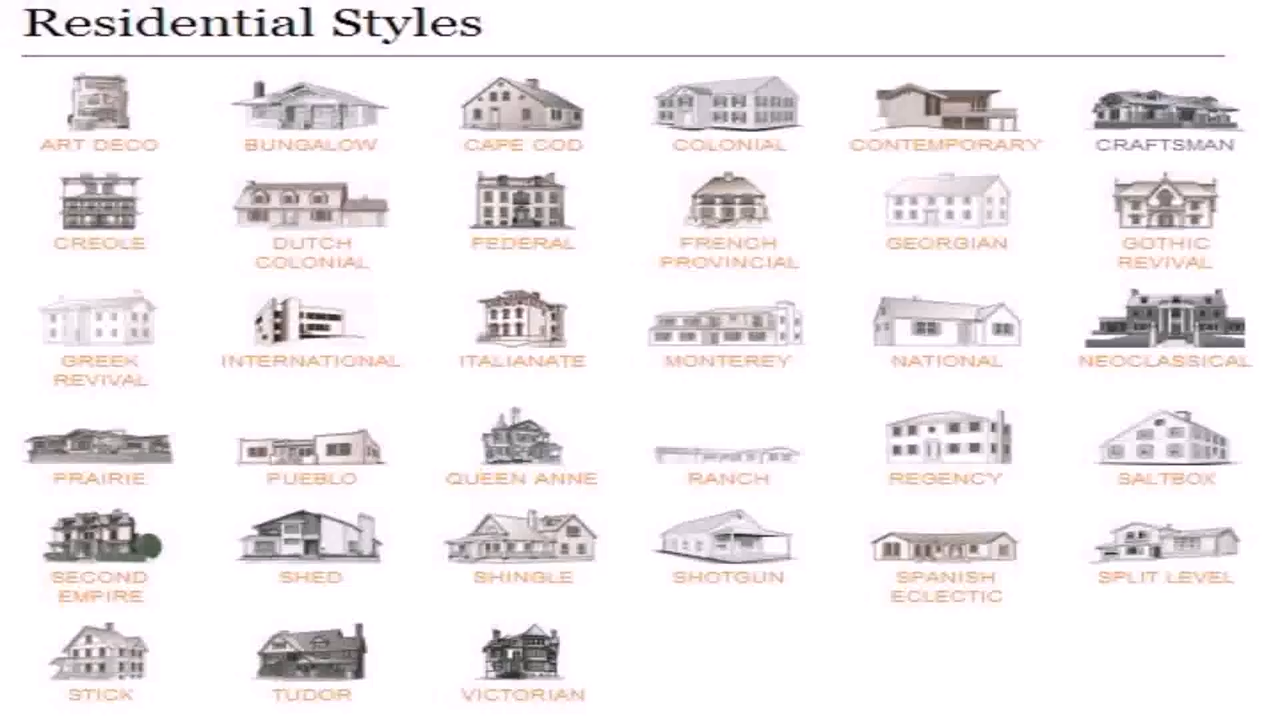 Residential Styles
ART DECO
BUNGALOW
CAPE COD
COLONIAL
CONTEMPORARY
CRAFTSMAN
CREOLE
DUTCH
COLONIAL
FEDERAL
FRENCH
PROVINCIAL
GEORGIAN
GOTHIC
REVIVAL
GREEK
REVIVAL
INTERNATIONAL
ITALIANATE
MONTEREY
NATIONAL
NEOCLASSICAL
PRAIRIE
PUEBLO
QUEEN ANNE
RANCH
REGENCY
SALTBOX
SECOND
EMPIRE
SHED
SHINGLE
SHOTGUN
SPANISH
ECLECTIC
SPLIT LEVEL
STICK
TUDOR
VICTORIAN